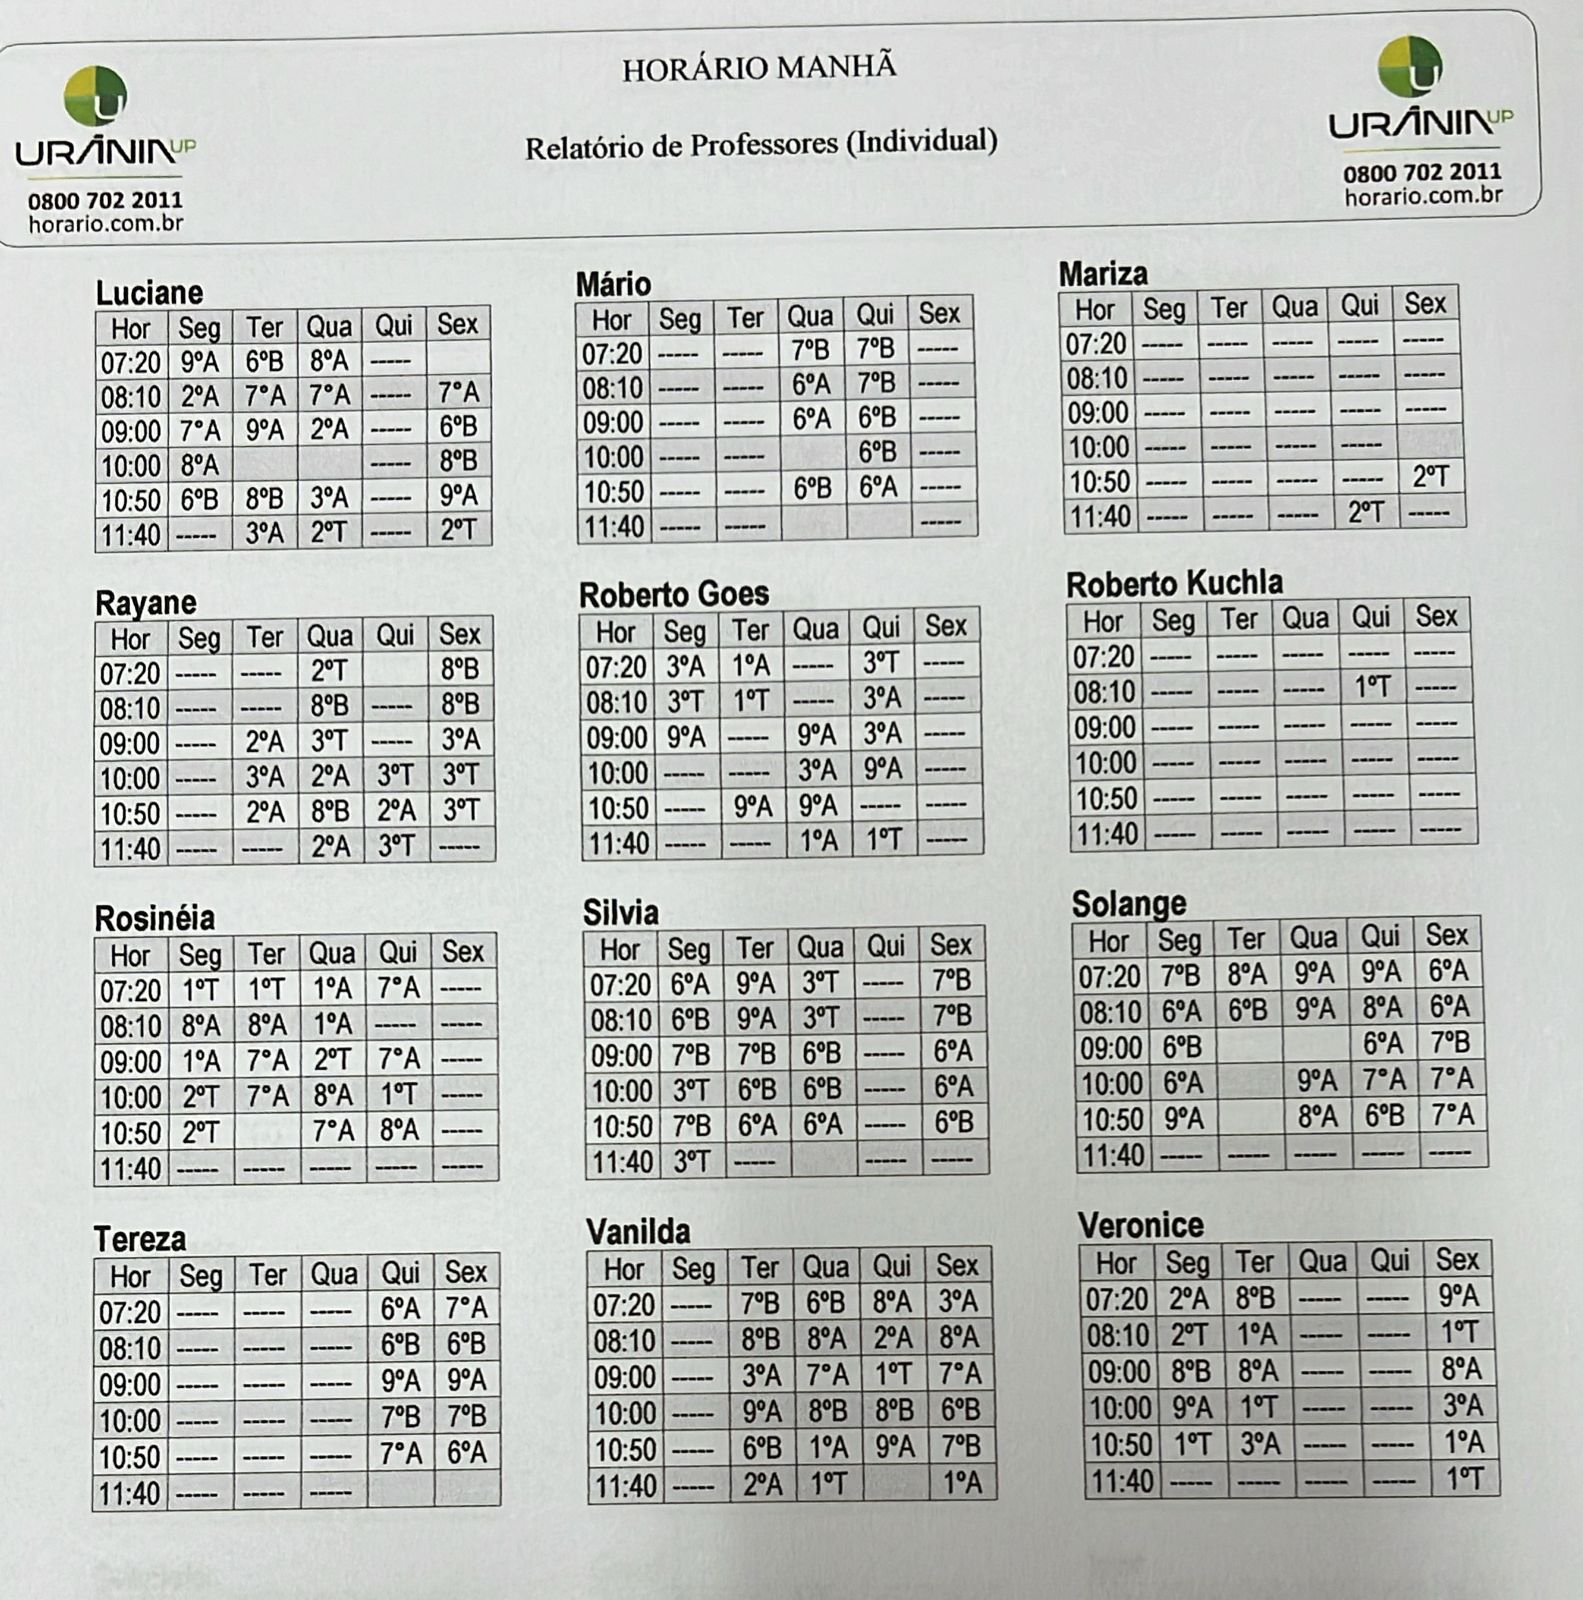 HORÁRIO MANHÃ
Relatório de Professores (Individual)
URÂNIA UP
0800 702 2011
horario.com.br
URÂNIA UP
0800 702 2011
horario.com.br
Luciane
Hor Seg Ter Qua Qui Sex
07:20 9ºA 6ºB 8ºA -----
08:10 2ºA 7°A 7°A ----- 7°A
09:00 7°A 9ºA 2ºA ----- 6ºB
10:00 8ºA ----- 8ºB
10:50 6ºB 8ºB 3ºA ----- 9ºA
11:40 ----- 3ºA 2ºT ----- 2ºT
Mário
Hor Seg Ter Qua Qui Sex
07:20 ----- ----- 7ºB 7ºB -----
08:10 ----- ----- 6ºA 7ºB -----
09:00 ----- ----- 6ºA 6ºB -----
10:00 ----- ----- 6ºB -----
10:50 ----- ----- 6ºB 6ºA -----
11:40 ----- ----- -----
Mariza
Hor Seg Ter Qua Qui Sex
07:20 ----- ----- ----- ----- -----
08:10 ----- ----- ----- ----- -----
09:00 ----- ----- ----- ----- -----
10:00 ----- ----- ----- -----
10:50 ----- ----- ----- ----- 2ºT
11:40 ----- ----- ----- 2ºT -----
Rayane
Hor Seg Ter Qua Qui Sex
07:20 ----- ----- 2ºT 8ºB
08:10 ----- ----- 8ºB ----- 8ºB
09:00 ----- 2ºA 3ºT ----- 3ºA
10:00 ----- 3ºA 2ºA 3ºT 3ºT
10:50 ----- 2ºA 8ºB 2ºA 3ºT
11:40 ----- ----- 2ºA 3ºT -----
Roberto Goes
Hor Seg Ter Qua Qui Sex
07:20 3ºA 1ºA ----- 3ºT -----
08:10 3ºT 1ºT ----- 3ºA -----
09:00 9ºA ----- 9ºA 3ºA -----
10:00 ----- ----- 3ºA 9ºA -----
10:50 ----- 9ºA 9ºA ----- -----
11:40 ----- ----- 1ºA 1ºT -----
Roberto Kuchla
Hor Seg Ter Qua Qui Sex
07:20 ----- ----- ----- ----- -----
08:10 ----- ----- ----- 1ºT -----
09:00 ----- ----- ----- ----- -----
10:00 ----- ----- ----- ----- -----
10:50 ----- ----- ----- ----- -----
11:40 ----- ----- ----- ----- -----
Rosinéia
Hor Seg Ter Qua Qui Sex
07:20 1ºT 1ºT 1ºA 7°A -----
08:10 8ºA 8ºA 1ºA ----- -----
09:00 1ºA 7°A 2ºT 7°A -----
10:00 2ºT 7°A 8ºA 1ºT -----
10:50 2ºT 7°A 8ºA -----
11:40 ----- ----- ----- ----- -----
Silvia
Hor Seg Ter Qua Qui Sex
07:20 6ºA 9ºA 3ºT ----- 7ºB
08:10 6ºB 9ºA 3ºT ----- 7ºB
09:00 7ºB 7ºB 6ºB ----- 6ºA
10:00 3ºT 6ºB 6ºB ----- 6ºA
10:50 7ºB 6ºA 6ºA ----- 6ºB
11:40 3ºT ----- ----- -----
Solange
Hor Seg Ter Qua Qui Sex
07:20 7ºB 8ºA 9ºA 9ºA 6ºA
08:10 6ºA 6ºB 9ºA 8ºA 6ºA
09:00 6ºB 6ºA 7ºB
10:00 6ºA 9ºA 7°A 7°A
10:50 9ºA 8ºA 6ºB 7°A
11:40 ----- ----- ----- ----- -----
Tereza
Hor Seg Ter Qua Qui Sex
07:20 ----- ----- ----- 6ºA 7°A
08:10 ----- ----- ----- 6ºB 6ºB
09:00 ----- ----- ----- 9ºA 9ºA
10:00 ----- ----- ----- 7ºB 7ºB
10:50 ----- ----- ----- 7°A 6ºA
11:40 ----- ----- -----
Vanilda
Hor Seg Ter Qua Qui Sex
07:20 ----- 7ºB 6ºB 8ºA 3ºA
08:10 ----- 8ºB 8ºA 2ºA 8ºA
09:00 ----- 3ºA 7°A 1ºT 7°A
10:00 ----- 9ºA 8ºB 8ºB 6ºB
10:50 ----- 6ºB 1ºA 9ºA 7ºB
11:40 ----- 2ºA 1ºT 1ºA
Veronice
Hor Seg Ter Qua Qui Sex
07:20 2ºA 8ºB ----- ----- 9ºA
08:10 2ºT 1ºA ----- ----- 1ºT
09:00 8ºB 8ºA ----- ----- 8ºA
10:00 9ºA 1ºT ----- ----- 3ºA
10:50 1ºT 3ºA ----- ----- 1ºA
11:40 ----- ----- ----- ----- 1ºT